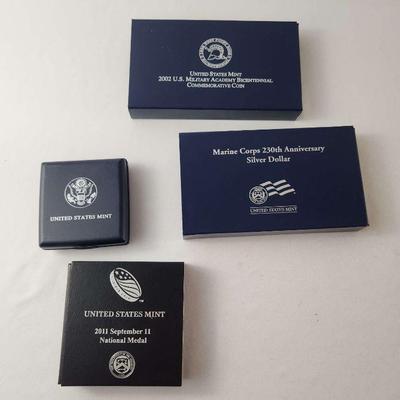 UNITED STATES MINT
2002 U.S. MILITARY ACADEMY BICENTENNIAL
COMMEMORATIVE COIN
Marine Corps 230th Anniversary
Silver Dollar
UNITED STATES MINT
UNITED STATES MINT
UNITED STATES MINT
2011 September 11
National Medal